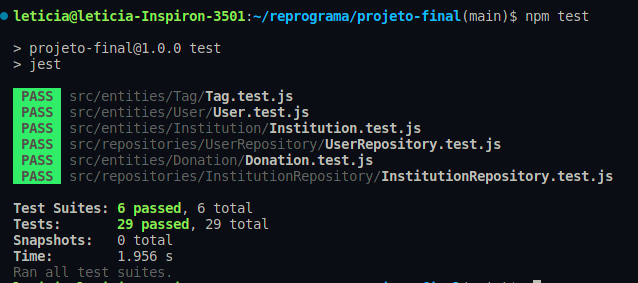 leticia@leticia-Inspiron-3501:~/reprograma/projeto-final(main)$ npm test
> projeto-final@1.0.0 test
> jest
PASS src/entities/Tag/Tag.test.js
PASS src/entities/User/User.test.js
PASS src/entities/Institution/Institution.test.js
PASS src/repositories/UserRepository/UserRepository.test.js
PASS src/entities/Donation/Donation.test.js
PASS src/repositories/InstitutionRepository/InstitutionRepository.test.js
Test Suites: 6 passed, 6 total
Tests: 29 passed, 29 total
Snapshots: 0 total
Time: 1.956 s
Ran all test suites.